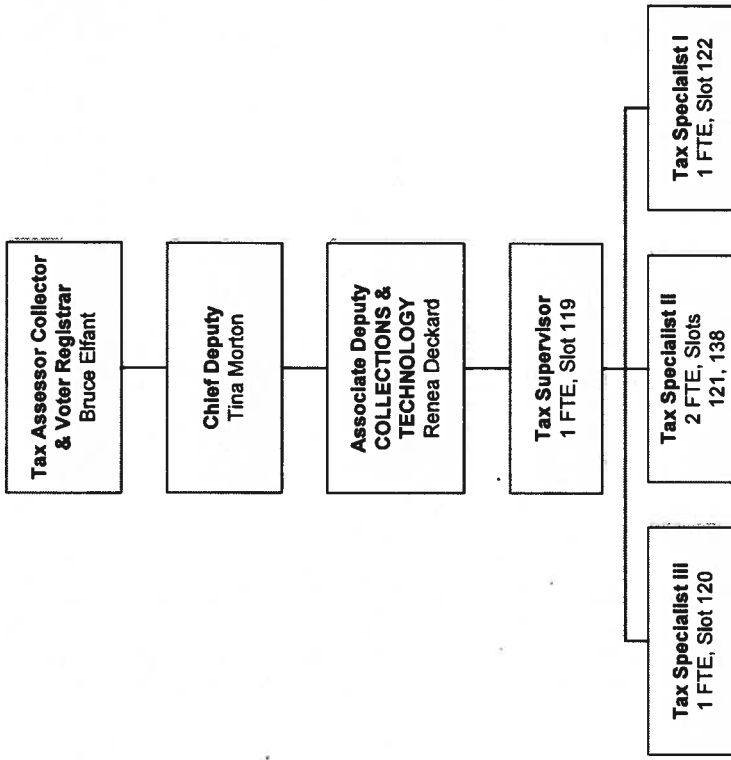 Tax Assessor Collector
& Voter Registrar
Bruce Elfant
Chief Deputy
Tina Morton
Associate Deputy
COLLECTIONS &
TECHNOLOGY
Renea Deckard
Tax Supervisor
1 FTE, Slot 119
Tax Specialist III
1 FTE, Slot 120
Tax Specialist II
2 FTE, Slots
121, 138
Tax Specialist I
1 FTE, Slot 122